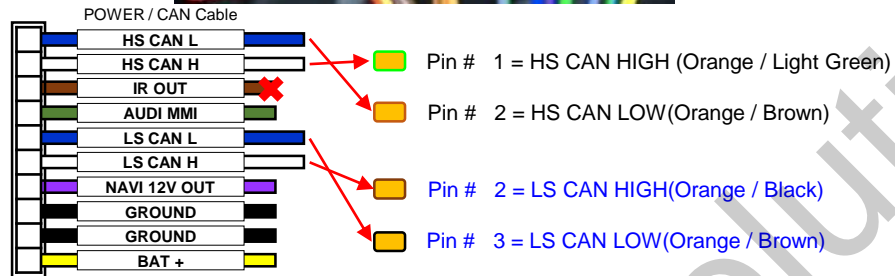 POWER / CAN Cable
HS CAN L
HS CAN H
IR OUT
AUDI MMI
LS CAN L
LS CAN H
NAVI 12V OUT
GROUND
GROUND
BAT +
Pin # 1 = HS CAN HIGH (Orange / Light Green)
Pin # 2 = HS CAN LOW(Orange / Brown)
Pin # 2 = LS CAN HIGH(Orange / Black)
Pin # 3 = LS CAN LOW(Orange / Brown)